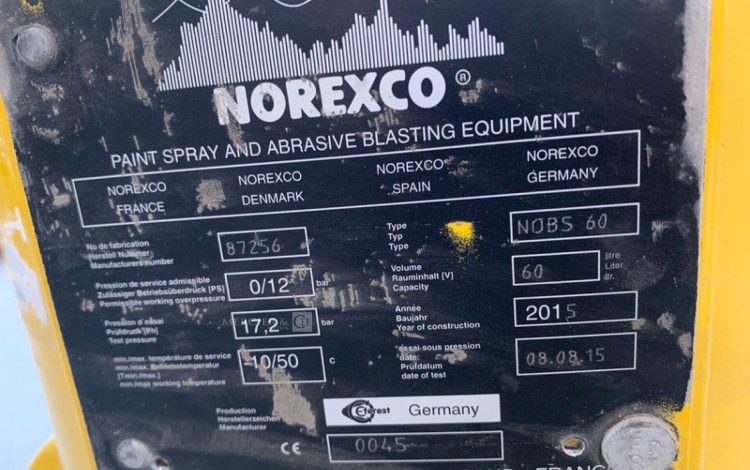 NOREXCO ®
PAINT SPRAY AND ABRASIVE BLASTING EQUIPMENT
NOREXCO FRANCE
NOREXCO DENMARK
NOREXCO SPAIN
NOREXCO GERMANY
No de fabrication
Herstell Nummer
Manufacturers number
87256
Type
Typ
Type
NOBS 60
Pression de service admissible
Zulässiger Betriebsüberdruck [PS]
Permissible working overpressure
0/12 bar
Volume
Rauminhalt [V]
Capacity
60
litre
Liter
ltr.
Pression d essai
Prüfdruck [Ph]
Test pressure
17,2 bar
Année
Baujahr
Year of construction
2015
min./max. température de service
min./max. Betriebstemperatur
[Tmin./max.]
min./max working temperature
-10/50 c
essai sous pression
date:
Prüfdatum
date of test
08.08.15
Production
Herstellerzeichen
Manufacturer
Germany
CE
0045